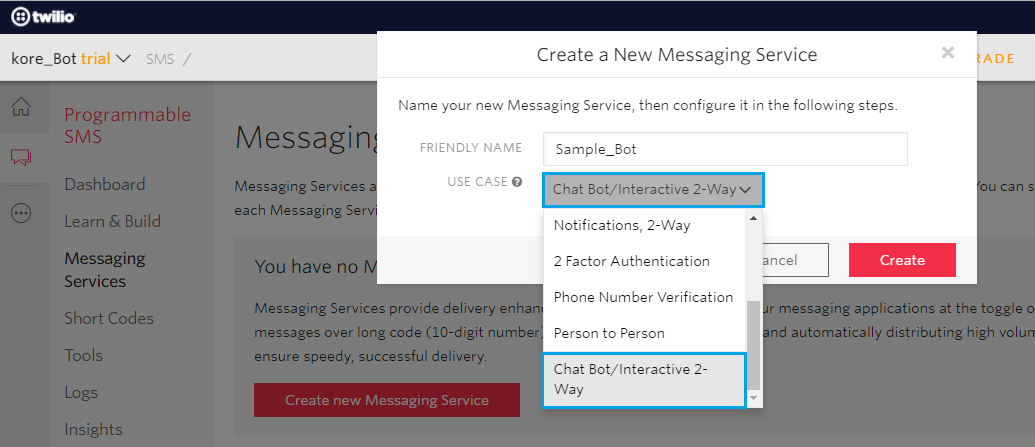 twilio
kore_Bot trial SMS /
RADE
Programmable
SMS
Dashboard
Learn & Build
Messaging
Services
Short Codes
Tools
Logs
Insights
Messaging
Messaging Services a
You can s
each Messaging Servi
You have no M
Messaging Services provide delivery enhanc
ur messaging applications at the toggle o
messages over long code (10-digit number)
and automatically distributing high volum
ensure speedy, successful delivery.
Create new Messaging Service
Create a New Messaging Service
×
Name your new Messaging Service, then configure it in the following steps.
FRIENDLY NAME Sample_Bot
USE CASE ? Chat Bot/Interactive 2-Way
Notifications, 2-Way
2 Factor Authentication
Phone Number Verification
Person to Person
Chat Bot/Interactive 2-
Way
ancel Create